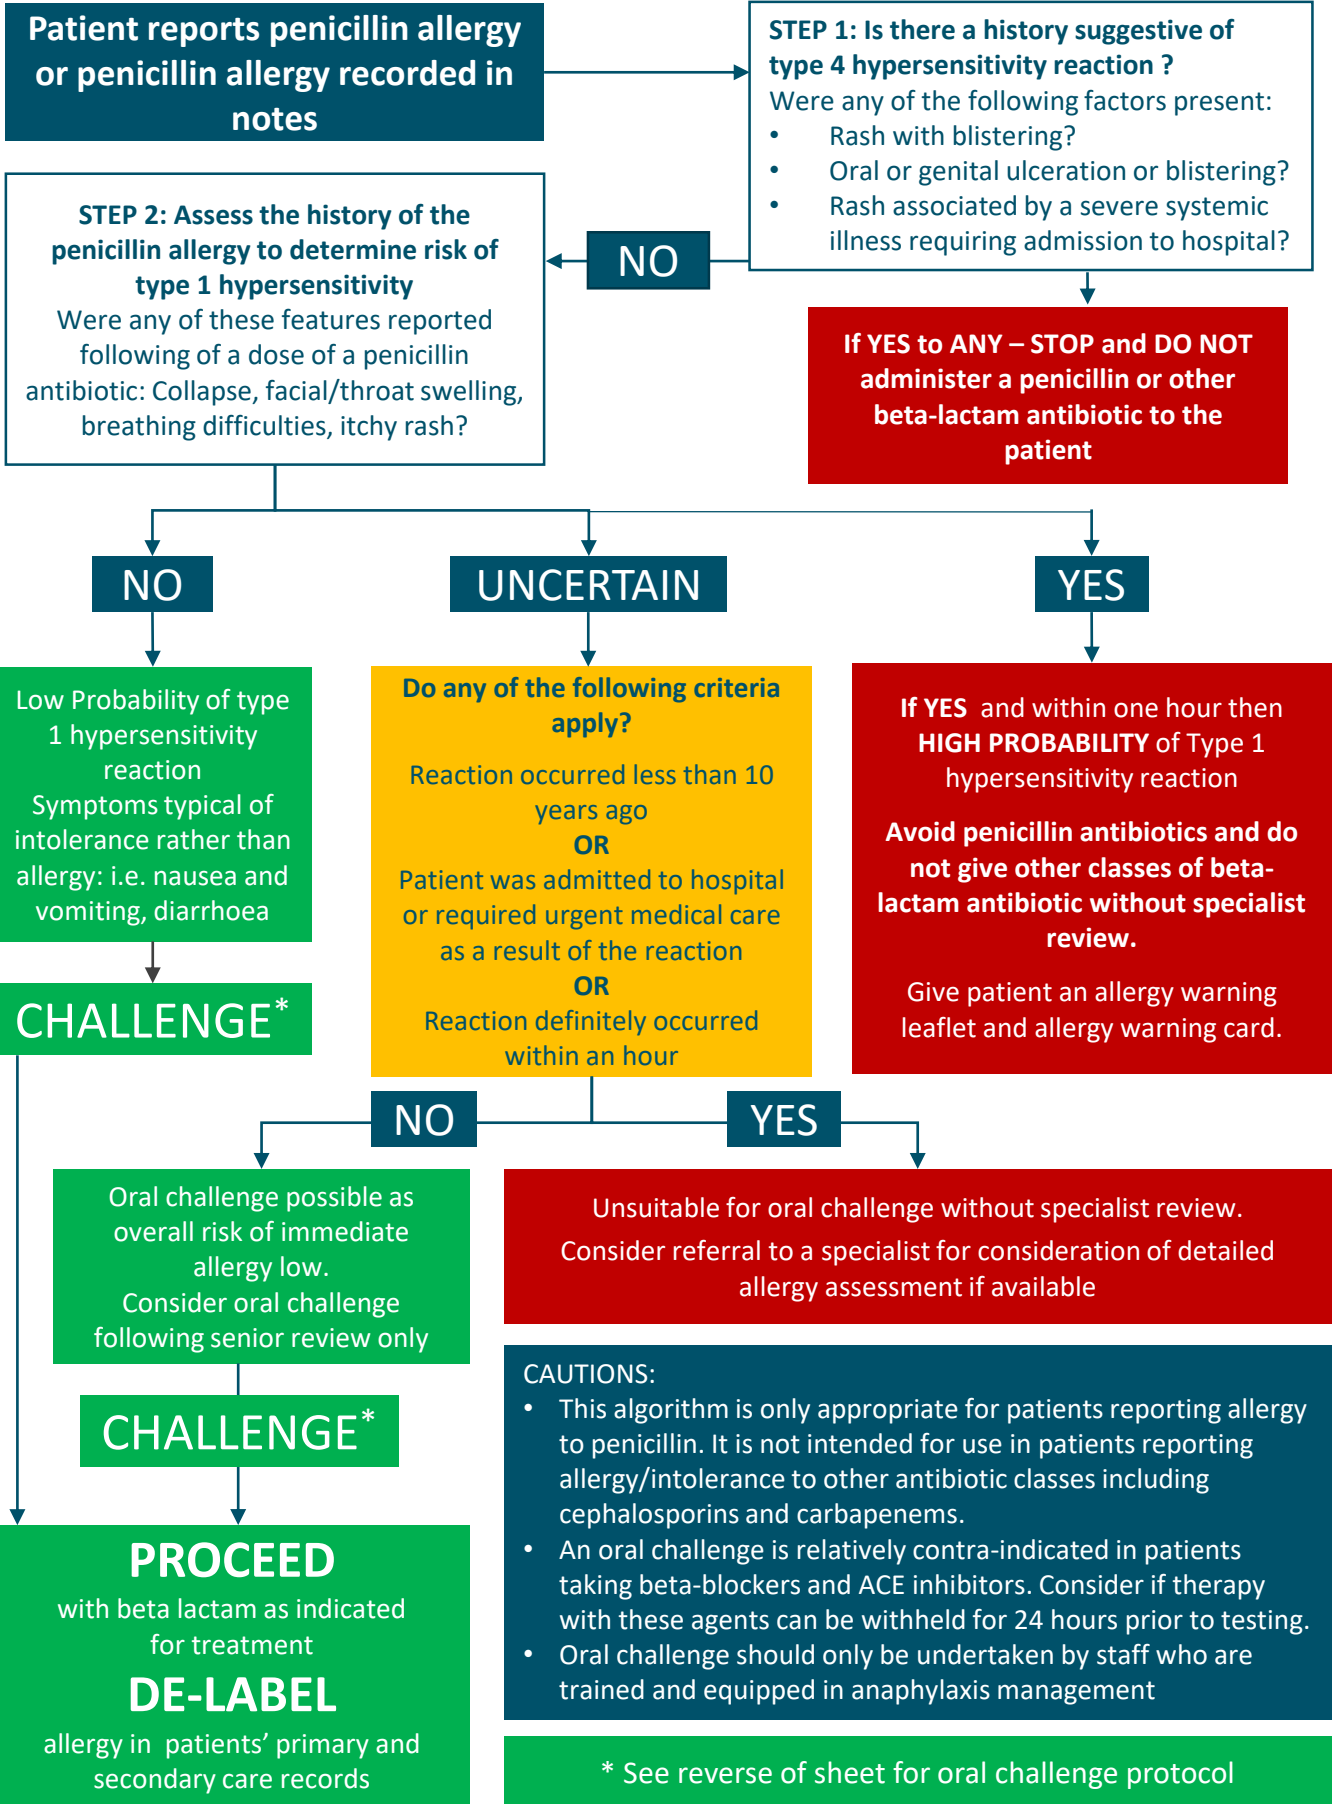 Patient reports penicillin allergy
or penicillin allergy recorded in
notes
STEP 1: Is there a history suggestive of
type 4 hypersensitivity reaction ?
Were any of the following factors present:
• Rash with blistering?
• Oral or genital ulceration or blistering?
• Rash associated by a severe systemic
illness requiring admission to hospital?
NO
STEP 2: Assess the history of the
penicillin allergy to determine risk of
type 1 hypersensitivity
Were any of these features reported
following of a dose of a penicillin
antibiotic: Collapse, facial/throat swelling,
breathing difficulties, itchy rash?
If YES to ANY – STOP and DO NOT
administer a penicillin or other
beta-lactam antibiotic to the
patient
NO
UNCERTAIN
YES
Low Probability of type
1 hypersensitivity
reaction
Symptoms typical of
intolerance rather than
allergy: i.e. nausea and
vomiting, diarrhoea
CHALLENGE*
Do any of the following criteria
apply?
Reaction occurred less than 10
years ago
OR
Patient was admitted to hospital
or required urgent medical care
as a result of the reaction
OR
Reaction definitely occurred
within an hour
If YES and within one hour then
HIGH PROBABILITY of Type 1
hypersensitivity reaction
Avoid penicillin antibiotics and do
not give other classes of beta-
lactam antibiotic without specialist
review.
Give patient an allergy warning
leaflet and allergy warning card.
NO
YES
Oral challenge possible as
overall risk of immediate
allergy low.
Consider oral challenge
following senior review only
CHALLENGE*
Unsuitable for oral challenge without specialist review.
Consider referral to a specialist for consideration of detailed
allergy assessment if available
PROCEED
with beta lactam as indicated
for treatment
DE-LABEL
allergy in patients’ primary and
secondary care records
CAUTIONS:
• This algorithm is only appropriate for patients reporting allergy
to penicillin. It is not intended for use in patients reporting
allergy/intolerance to other antibiotic classes including
cephalosporins and carbapenems.
• An oral challenge is relatively contra-indicated in patients
taking beta-blockers and ACE inhibitors. Consider if therapy
with these agents can be withheld for 24 hours prior to testing.
• Oral challenge should only be undertaken by staff who are
trained and equipped in anaphylaxis management
* See reverse of sheet for oral challenge protocol